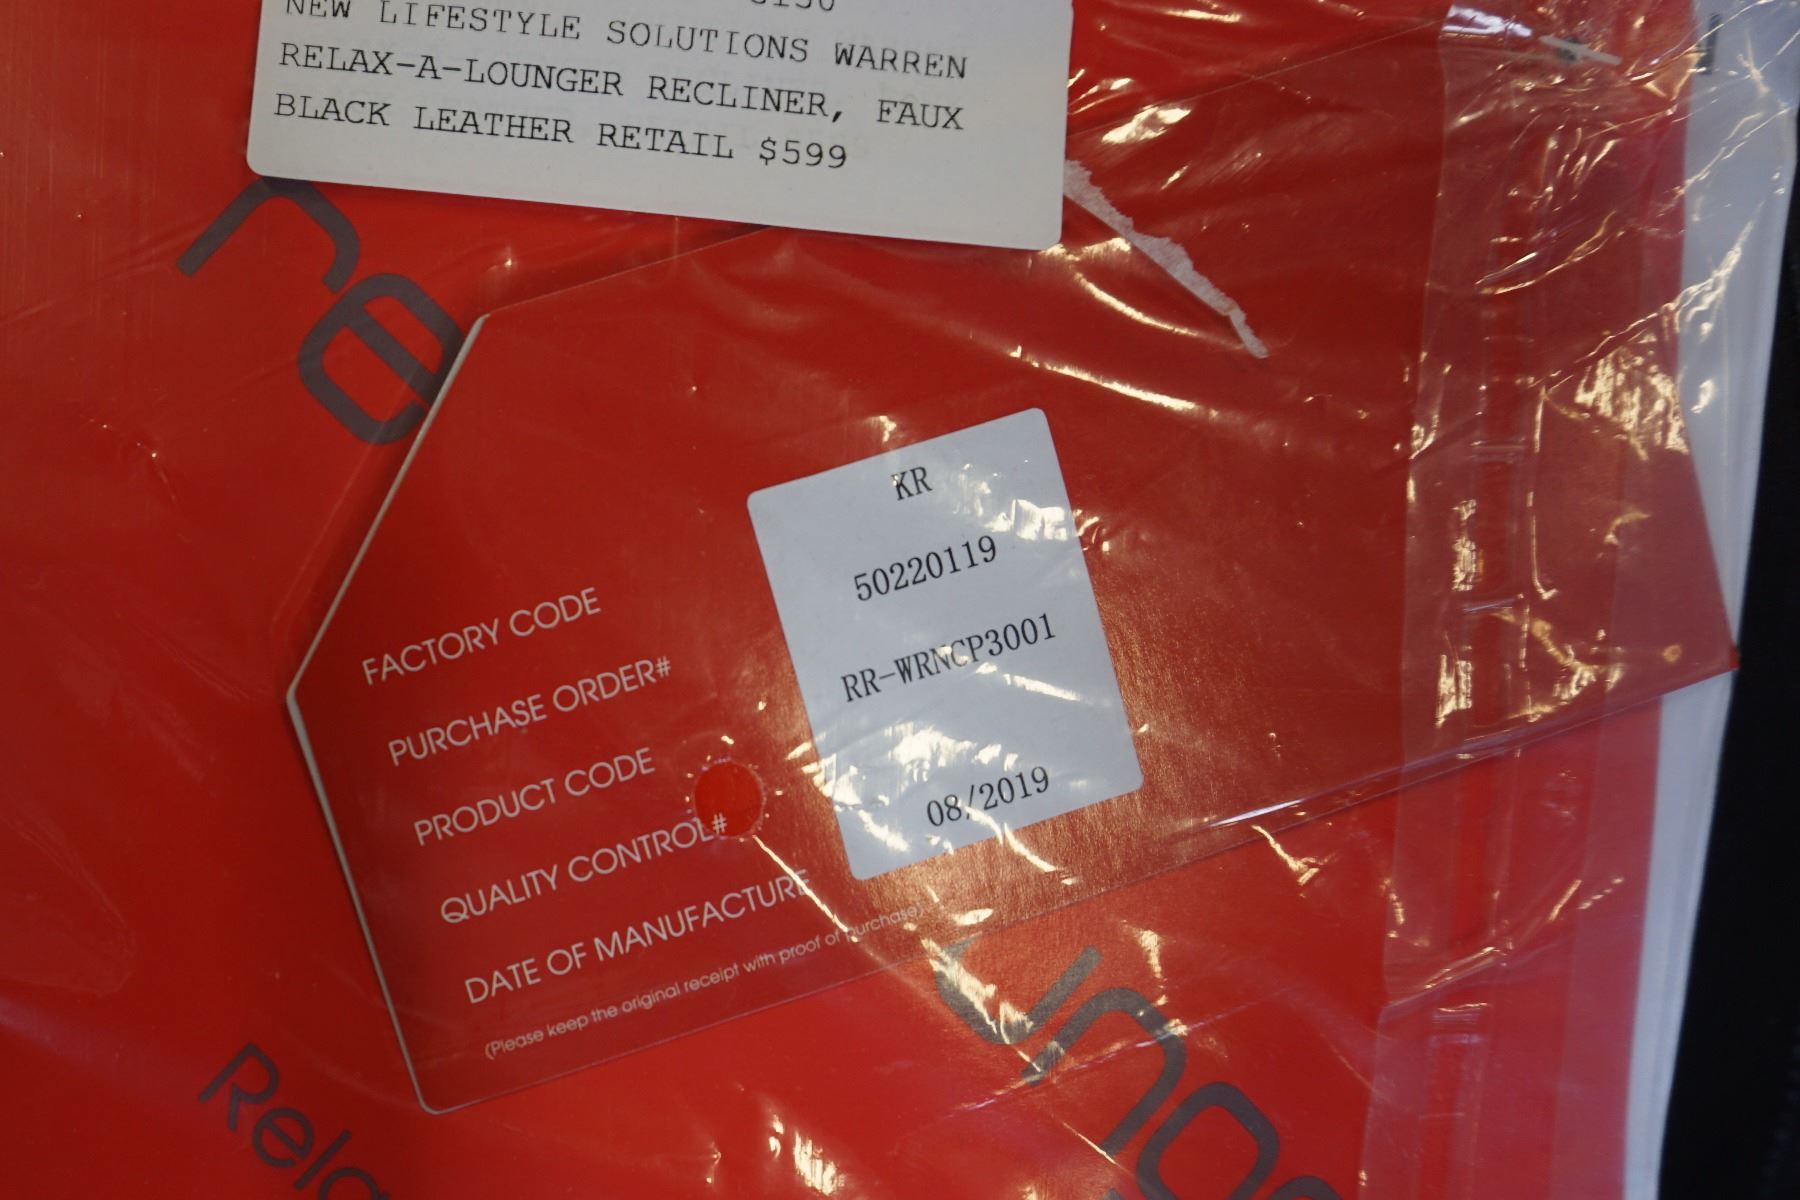 NEW LIFESTYLE SOLUTIONS WARREN
RELAX-A-LOUNGER RECLINER, FAUX
BLACK LEATHER RETAIL $599
re
KR
50220119
RR-WRNCP3001
08/2019
FACTORY CODE
PURCHASE ORDER#
PRODUCT CODE
QUALITY CONTROL#
DATE OF MANUFACTURE
(Please keep the original receipt with proof of purchase)
Rela